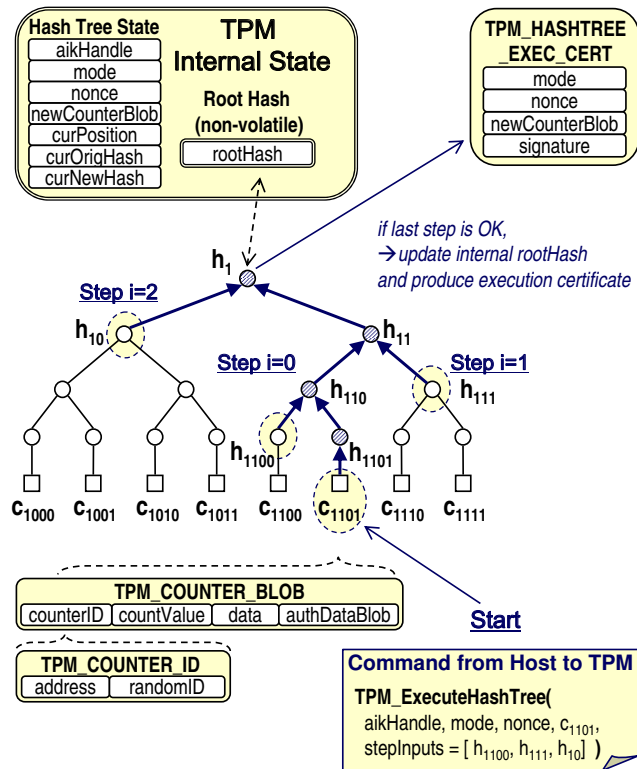 Hash Tree State
aikHandle
mode
nonce
newCounterBlob
curPosition
curOrigHash
curNewHash
TPM
Internal State
Root Hash
(non-volatile)
rootHash
TPM_HASHTREE
_EXEC_CERT
mode
nonce
newCounterBlob
signature
if last step is OK,
→ update internal rootHash
and produce execution certificate
h1
Step i=2
h10
h11
Step i=0
Step i=1
h110
h111
h1100
h1101
c1000 c1001 c1010 c1011 c1100 c1101 c1110 c1111
TPM_COUNTER_BLOB
counterID countValue data authDataBlob
TPM_COUNTER_ID
address randomID
Start
Command from Host to TPM
TPM_ExecuteHashTree(
aikHandle, mode, nonce, c1101,
stepInputs = [ h1100, h111, h10] )